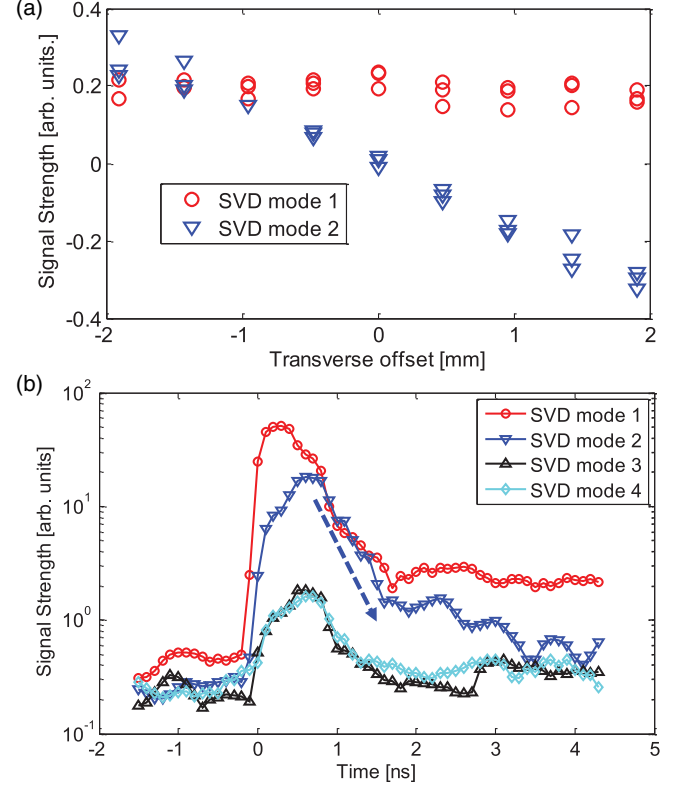 (a)
Signal Strength [arb. units.]
0.4
0.2
0
-0.2
-0.4
SVD mode 1
SVD mode 2
-2
-1
0
1
2
Transverse offset [mm]
(b)
Signal Strength [arb. units]
10^2
10^1
10^0
10^-1
SVD mode 1
SVD mode 2
SVD mode 3
SVD mode 4
-2
-1
0
1
2
3
4
5
Time [ns]